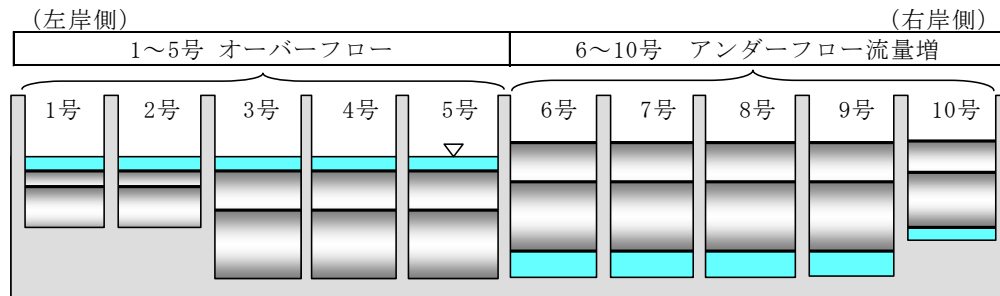 (左岸側) (右岸側)
1～5号 オーバーフロー 6～10号 アンダーフロー流量増
1号 2号 3号 4号 5号 6号 7号 8号 9号 10号